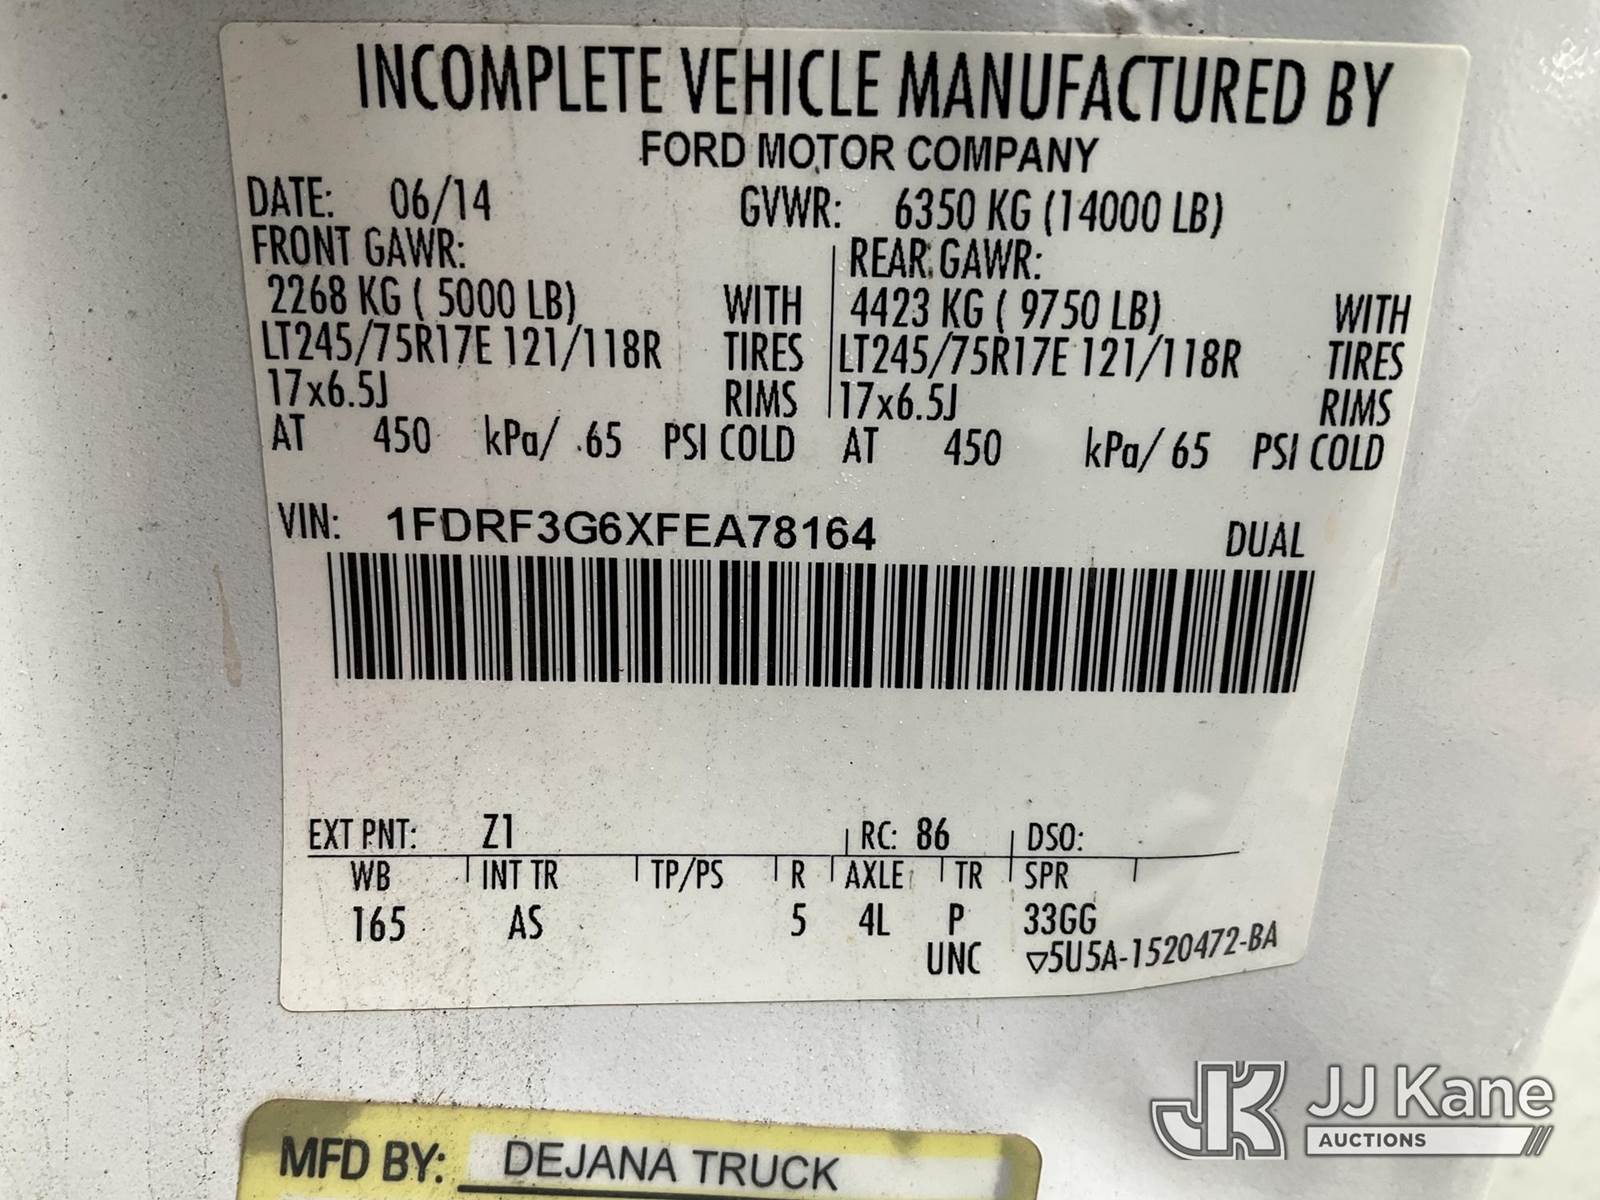 INCOMPLETE VEHICLE MANUFACTURED BY
FORD MOTOR COMPANY
DATE: 06/14 GVWR: 6350 KG (14000 LB)
FRONT GAWR: REAR GAWR:
2268 KG ( 5000 LB) WITH 4423 KG ( 9750 LB) WITH
LT245/75R17E 121/118R TIRES LT245/75R17E 121/118R TIRES
17x6.5J RIMS 17x6.5J RIMS
AT 450 kPa/ 65 PSI COLD AT 450 kPa/ 65 PSI COLD
VIN: 1FDRF3G6XFEA78164 DUAL
EXT PNT: Z1 RC: 86 DSO:
WB INT TR TP/PS R AXLE TR SPR
165 AS 5 4L P 33GG
UNC ▽5U5A-1520472-BA
MFD BY: DEJANA TRUCK
JK JJ Kane
AUCTIONS